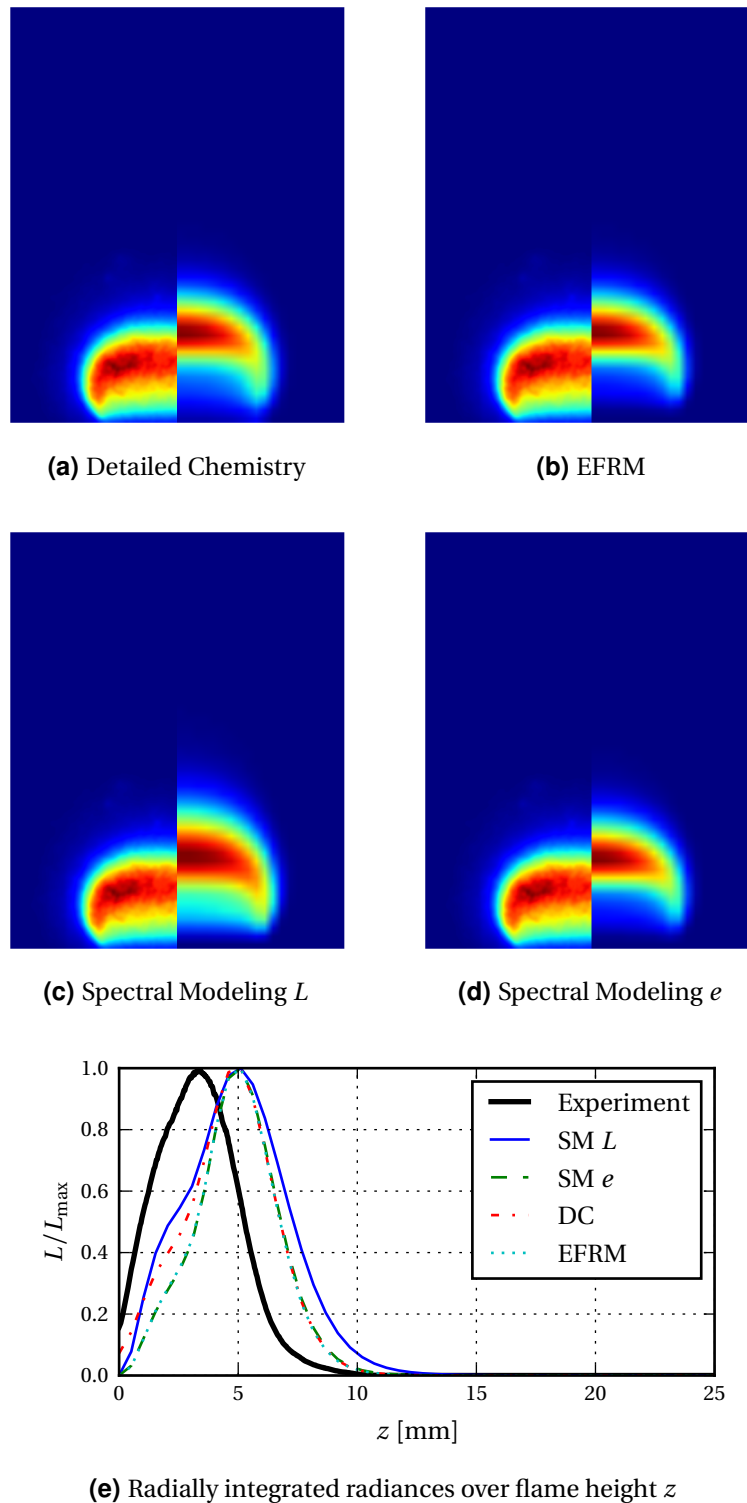 (a) Detailed Chemistry
(b) EFRM
(c) Spectral Modeling L
(d) Spectral Modeling e
1.0
0.8
0.6
0.4
0.2
0.0
L/L_max
Experiment
SM L
SM e
DC
EFRM
0 5 10 15 20 25
z [mm]
(e) Radially integrated radiances over flame height z